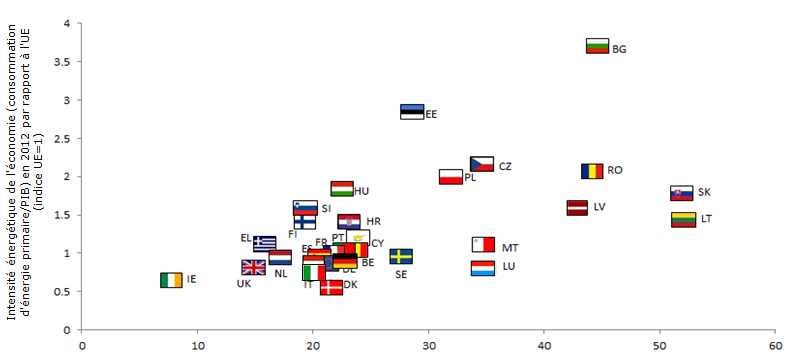 Intensité énergétique de l'économie (consommation
d'énergie primaire/PIB) en 2012 par rapport à l'UE
(indice UE=1)
4
3.5
3
2.5
2
1.5
1
0.5
0
BG
EE
CZ
RO
PL
HU
SK
SI
LV
LT
FI
HR
EL
ES
FR
PT
CY
MT
NL
BE
DE
SE
LU
UK
IT
DK
IE
0 10 20 30 40 50 60